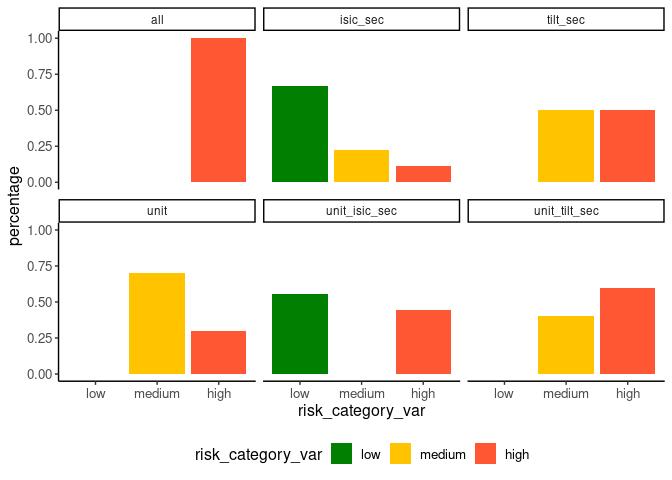 all isic_sec tilt_sec
1.00
0.75
0.50
0.25
0.00
percentage
unit unit_isic_sec unit_tilt_sec
1.00
0.75
0.50
0.25
0.00
low medium high low medium high low medium high
risk_category_var
risk_category_var low medium high